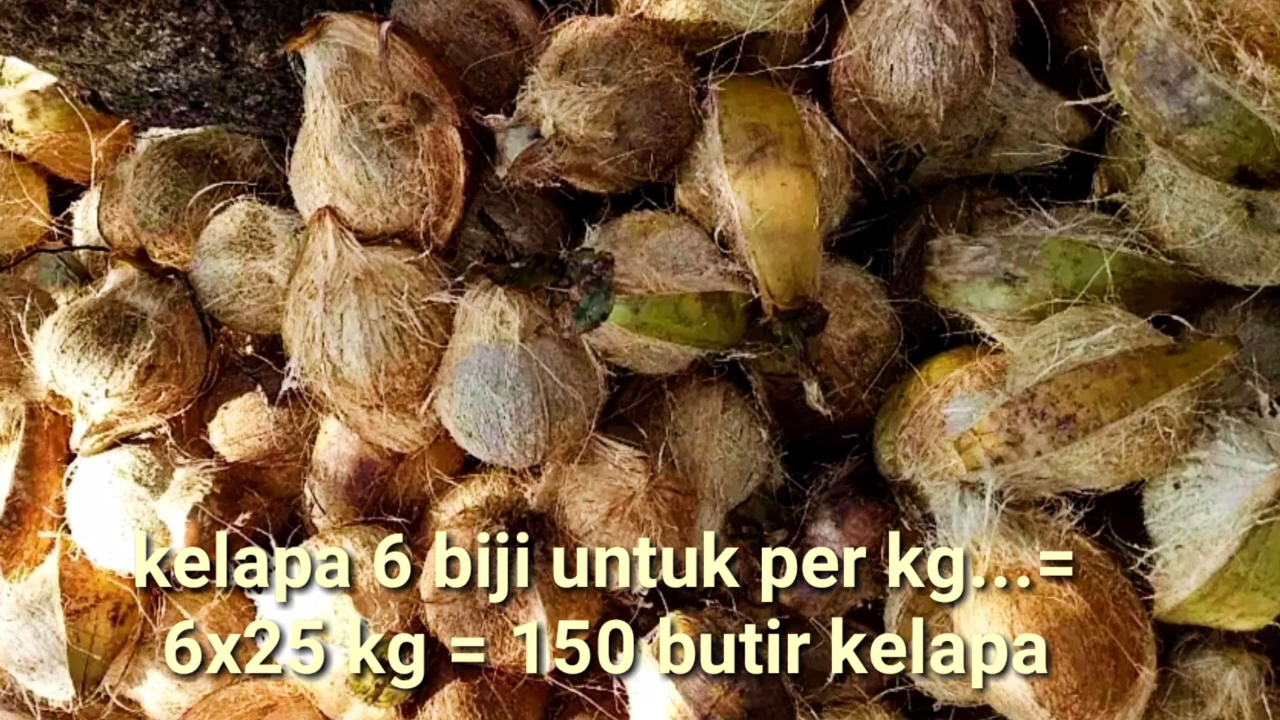 kelapa 6 biji untuk per kg...=
6x25 kg = 150 butir kelapa